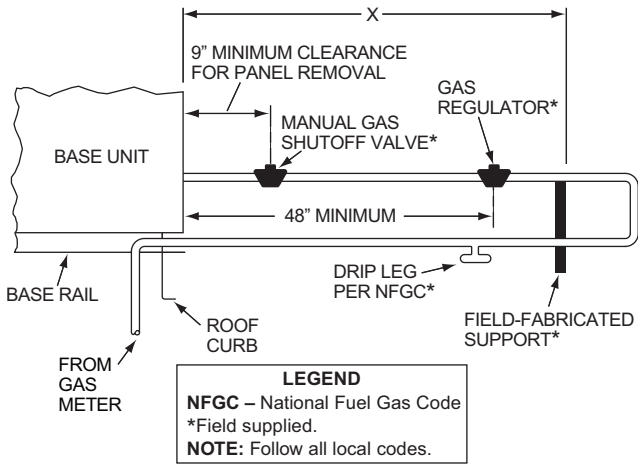 X
9” MINIMUM CLEARANCE
FOR PANEL REMOVAL
GAS
REGULATOR*
MANUAL GAS
SHUTOFF VALVE*
BASE UNIT
48” MINIMUM
BASE RAIL
DRIP LEG
PER NFGC*
ROOF
CURB
FIELD-FABRICATED
SUPPORT*
FROM
GAS
METER
LEGEND
NFGC – National Fuel Gas Code
*Field supplied.
NOTE: Follow all local codes.